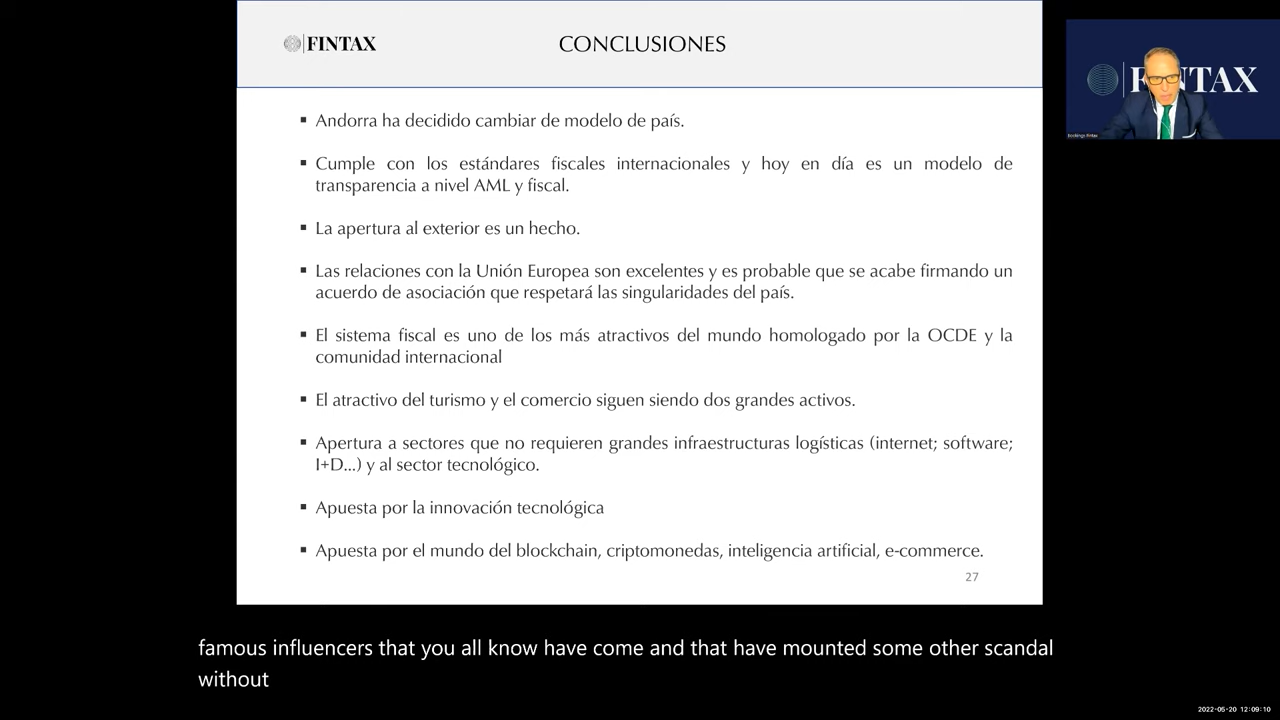 FINTAX
CONCLUSIONES
▪ Andorra ha decidido cambiar de modelo de país.
▪ Cumple con los estándares fiscales internacionales y hoy en día es un modelo de
transparencia a nivel AML y fiscal.
▪ La apertura al exterior es un hecho.
▪ Las relaciones con la Unión Europea son excelentes y es probable que se acabe firmando un
acuerdo de asociación que respetará las singularidades del país.
▪ El sistema fiscal es uno de los más atractivos del mundo homologado por la OCDE y la
comunidad internacional
▪ El atractivo del turismo y el comercio siguen siendo dos grandes activos.
▪ Apertura a sectores que no requieren grandes infraestructuras logísticas (internet; software;
I+D...) y al sector tecnológico.
▪ Apuesta por la innovación tecnológica
▪ Apuesta por el mundo del blockchain, criptomonedas, inteligencia artificial, e-commerce.
27
FINTAX
Bookings Fintax
famous influencers that you all know have come and that have mounted some other scandal
without
2022-05-20 12:09:10